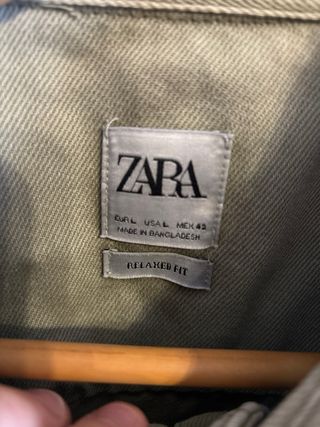 ZARA
EUR L USA L MEX 42
MADE IN BANGLADESH
RELAXED FIT